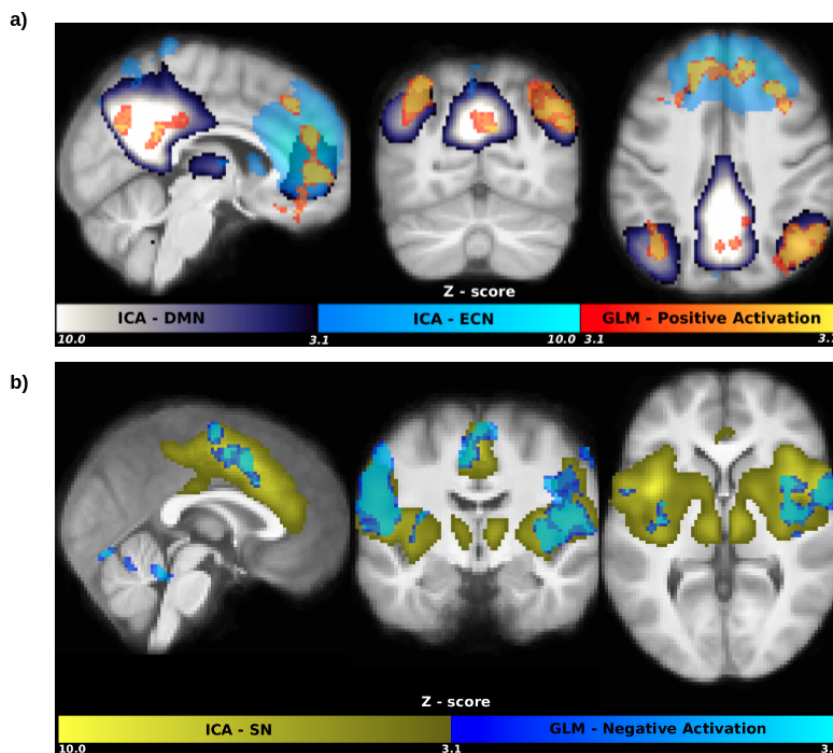 a)
Z - score
ICA - DMN ICA - ECN GLM - Positive Activation
10.0 3.1 10.0 3.1
b)
Z - score
ICA - SN GLM - Negative Activation
10.0 3.1